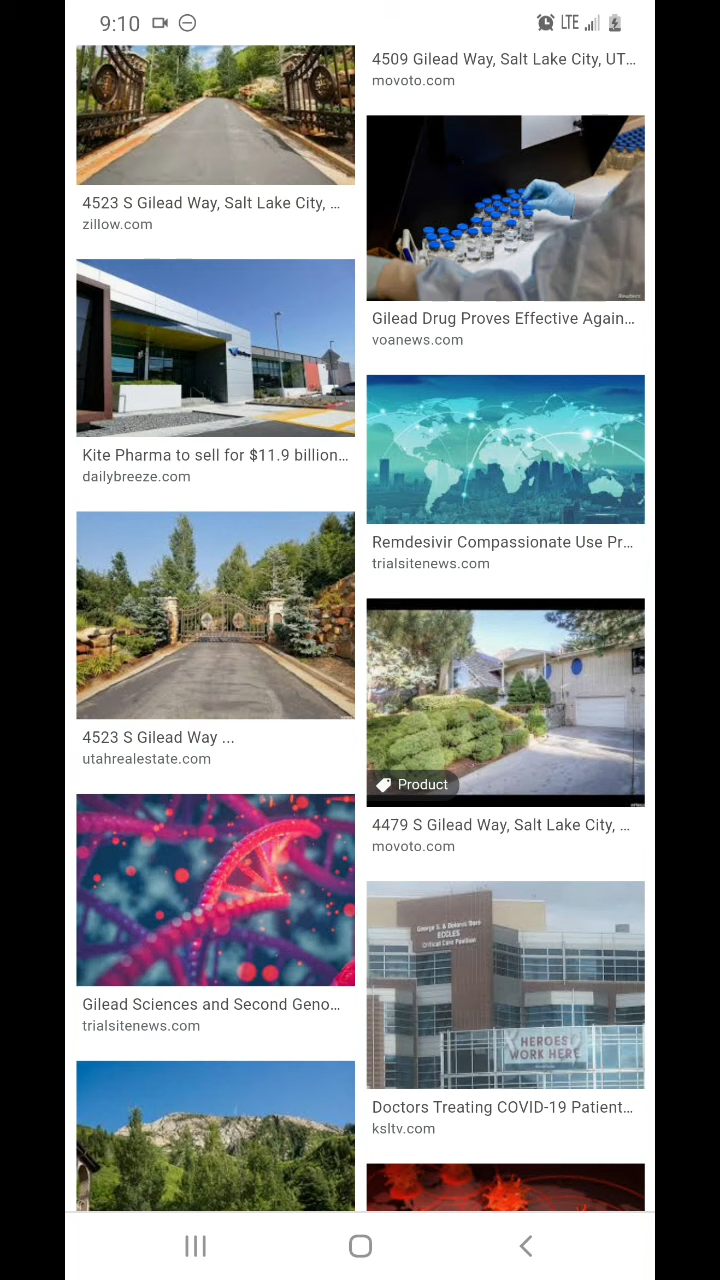 9:10
LTE
4509 Gilead Way, Salt Lake City, UT...
movoto.com
4523 S Gilead Way, Salt Lake City, ...
zillow.com
Gilead Drug Proves Effective Again...
voanews.com
Kite Pharma to sell for $11.9 billion...
dailybreeze.com
Remdesivir Compassionate Use Pr...
trialsitenews.com
4523 S Gilead Way ...
utahrealestate.com
Product
4479 S Gilead Way, Salt Lake City, ...
movoto.com
Gilead Sciences and Second Geno...
trialsitenews.com
George S. & Dolores Doré
ECCLES
Critical Care Pavilion
HEROES
WORK HERE
Doctors Treating COVID-19 Patient...
ksltv.com